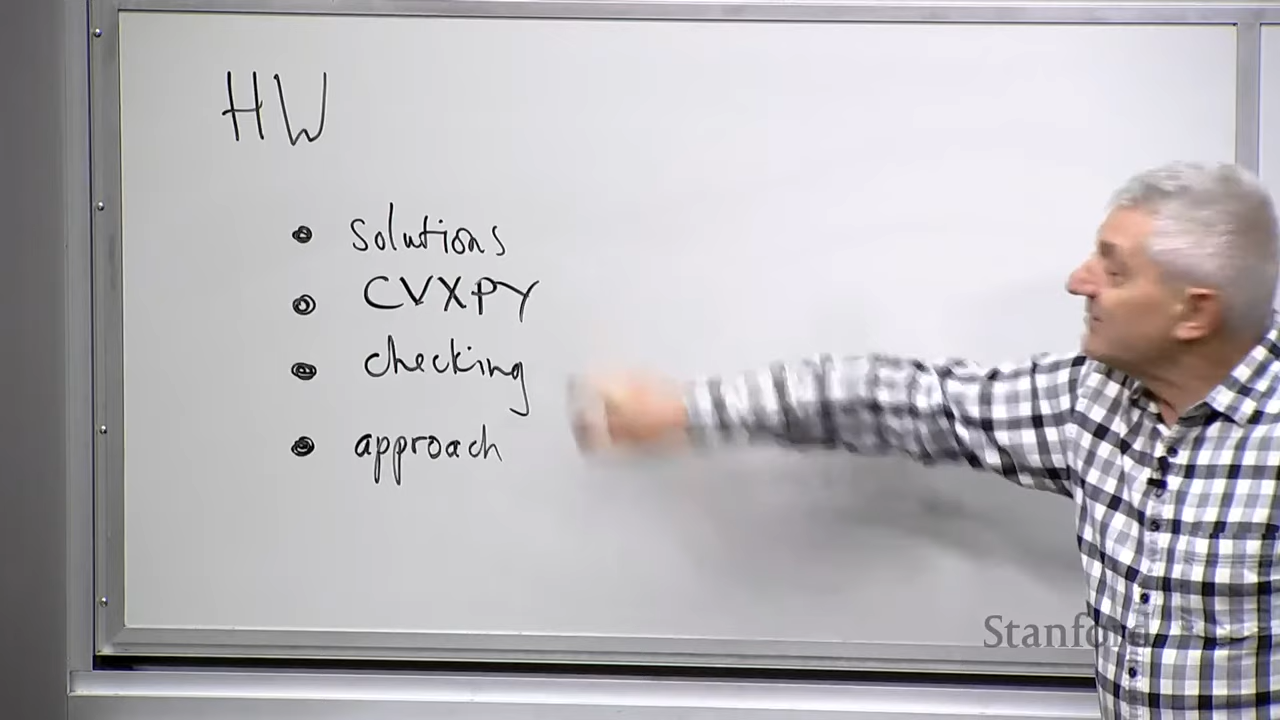 HW
• solutions
• CVXPY
• checking
• approach
Stanford